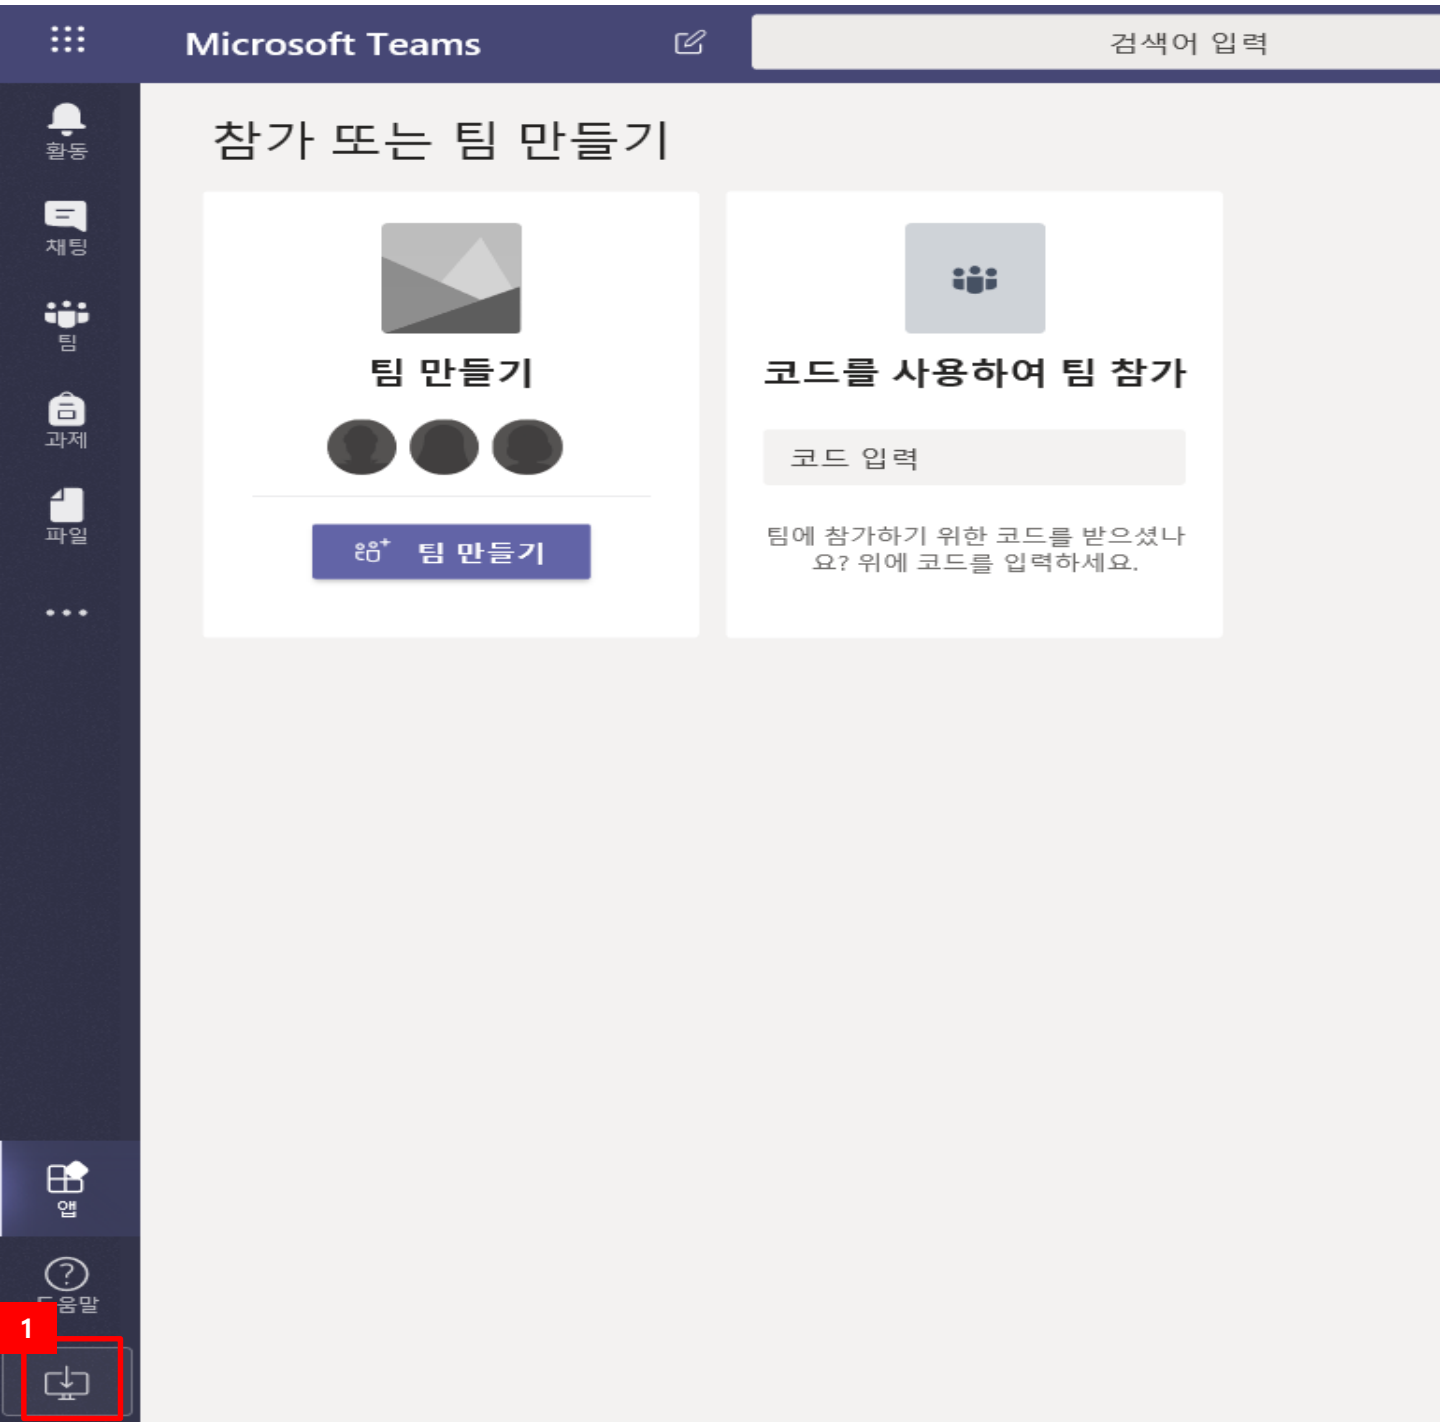 Microsoft Teams
검색어 입력
활동
채팅
팀
과제
파일
앱
움말
1
참가 또는 팀 만들기
팀 만들기
팀 만들기
코드를 사용하여 팀 참가
코드 입력
팀에 참가하기 위한 코드를 받으셨나
요? 위에 코드를 입력하세요.